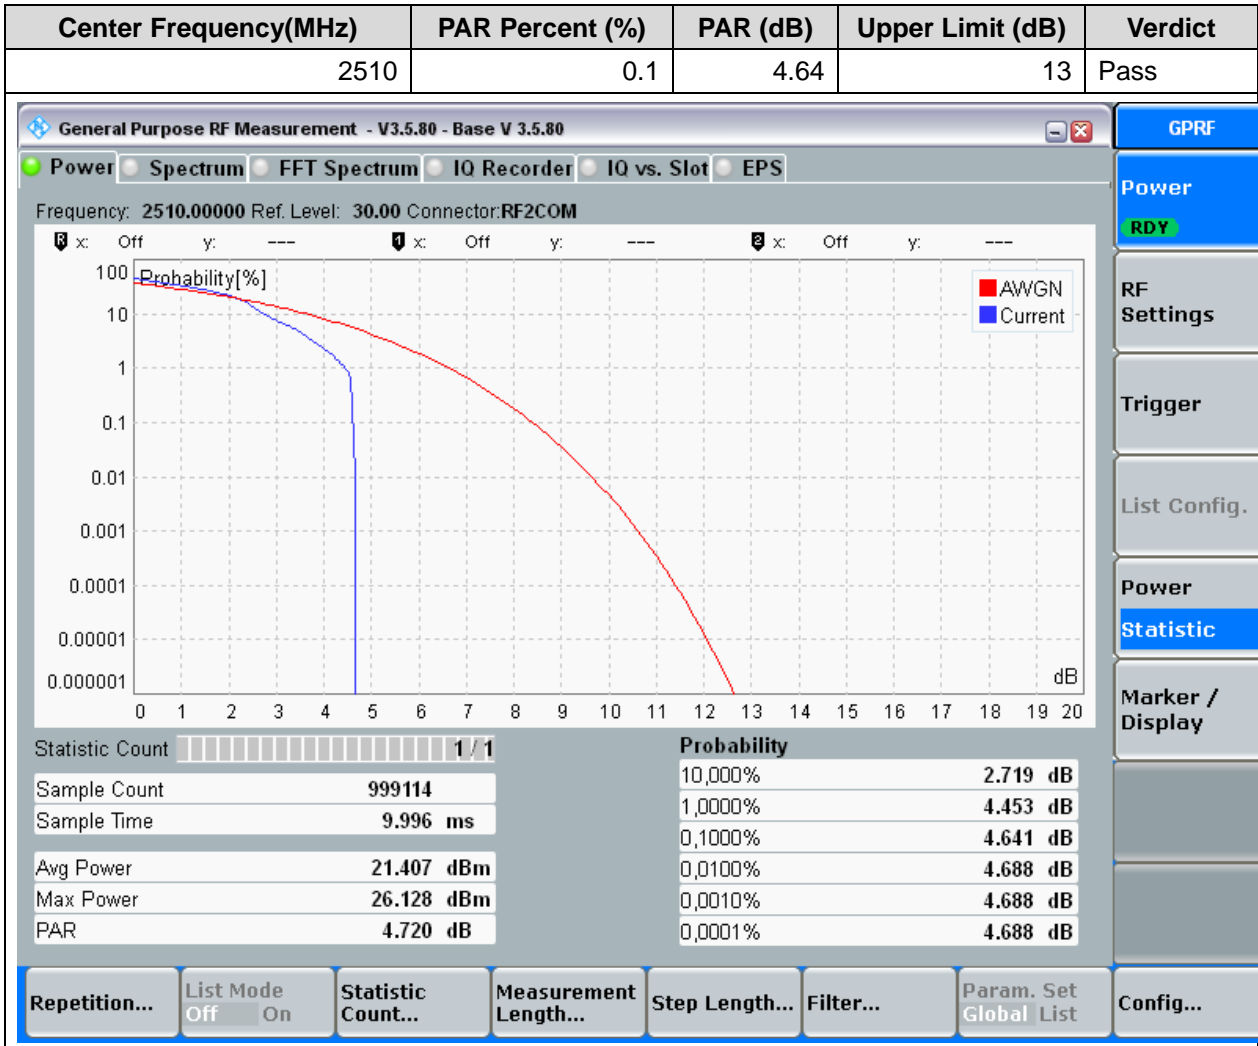 Center Frequency(MHz) PAR Percent (%) PAR (dB) Upper Limit (dB) Verdict
2510 0.1 4.64 13 Pass
General Purpose RF Measurement - V3.5.80 - Base V 3.5.80
GPRF
Power Spectrum FFT Spectrum IQ Recorder IQ vs. Slot EPS
Frequency: 2510.00000 Ref. Level: 30.00 Connector:RF2COM
R x: Off y: --- 1 x: Off y: --- 2 x: Off y: ---
Probability[%]
AWGN
Current
100
10
1
0.1
0.01
0.001
0.0001
0.00001
0.000001
dB
0 1 2 3 4 5 6 7 8 9 10 11 12 13 14 15 16 17 18 19 20
Statistic Count 1 / 1
Sample Count 999114
Sample Time 9.996 ms
Avg Power 21.407 dBm
Max Power 26.128 dBm
PAR 4.720 dB
Probability
10,000% 2.719 dB
1,0000% 4.453 dB
0,1000% 4.641 dB
0,0100% 4.688 dB
0,0010% 4.688 dB
0,0001% 4.688 dB
Power
RDY
RF
Settings
Trigger
List Config.
Power
Statistic
Marker /
Display
Repetition...
List Mode
Off On
Statistic
Count...
Measurement
Length...
Step Length...
Filter...
Param. Set
Global List
Config...